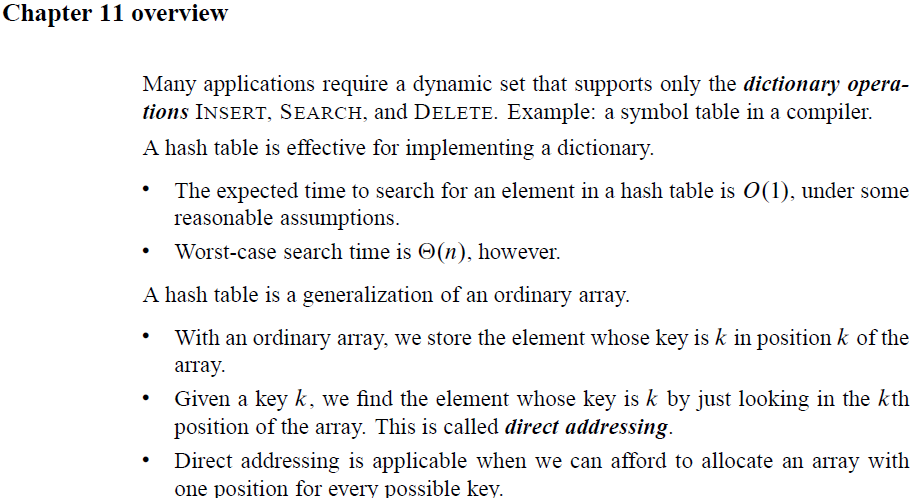 Chapter 11 overview
Many applications require a dynamic set that supports only the dictionary opera-
tions INSERT, SEARCH, and DELETE. Example: a symbol table in a compiler.
A hash table is effective for implementing a dictionary.
• The expected time to search for an element in a hash table is O(1), under some
reasonable assumptions.
• Worst-case search time is Θ(n), however.
A hash table is a generalization of an ordinary array.
• With an ordinary array, we store the element whose key is k in position k of the
array.
• Given a key k, we find the element whose key is k by just looking in the kth
position of the array. This is called direct addressing.
• Direct addressing is applicable when we can afford to allocate an array with
one position for every possible key.